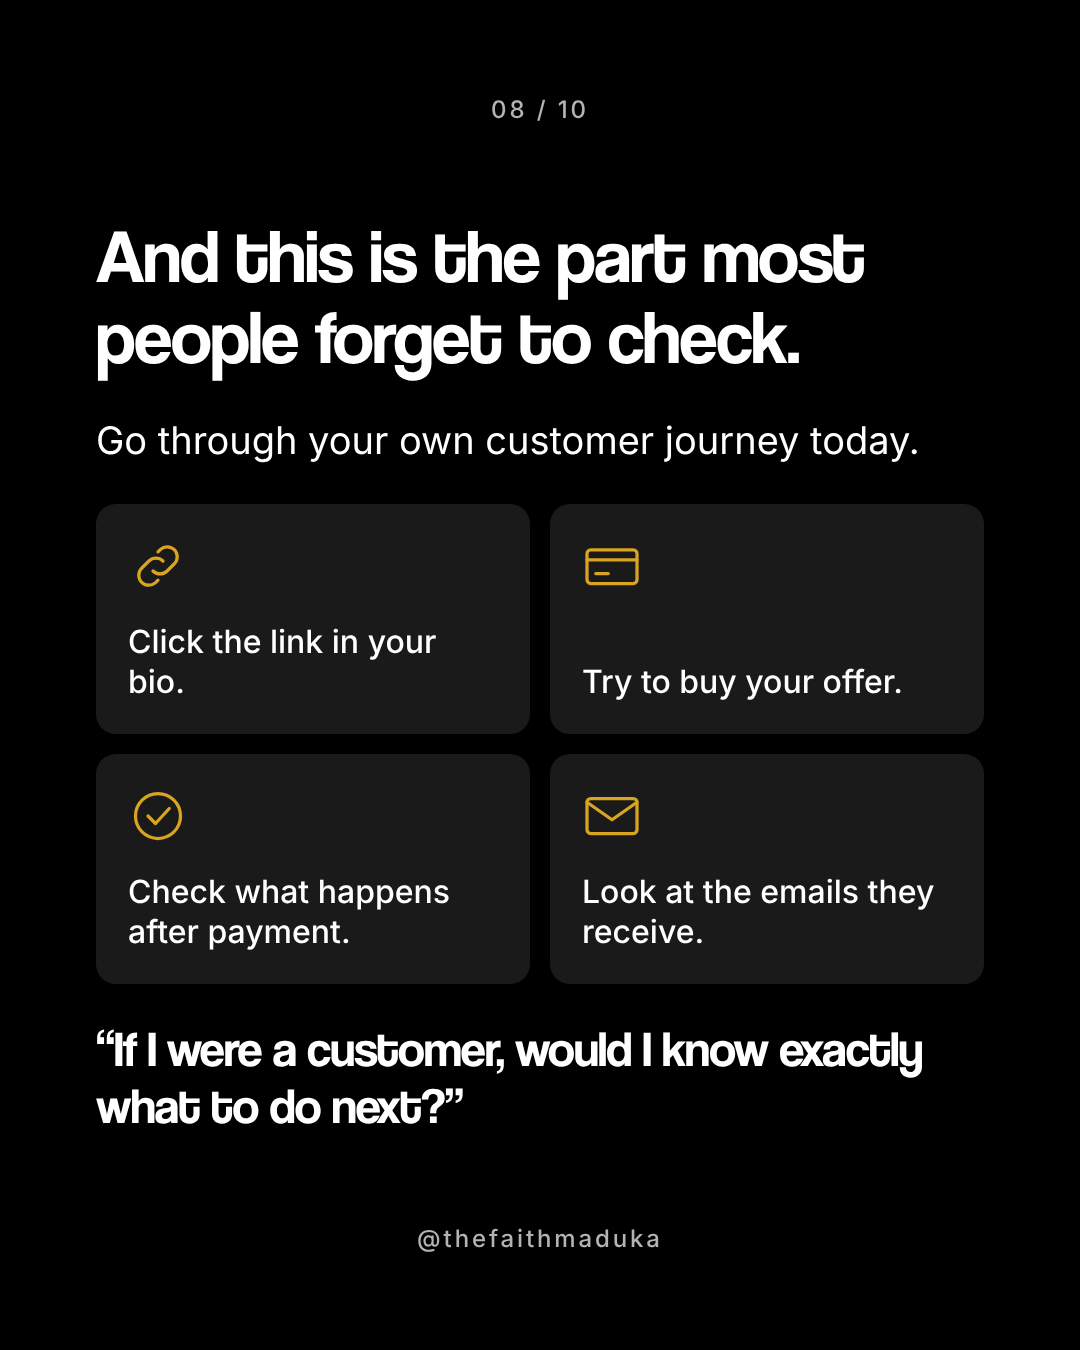 08 / 10
And this is the part most
people forget to check.
Go through your own customer journey today.
Click the link in your
bio.
Try to buy your offer.
Check what happens
after payment.
Look at the emails they
receive.
“If I were a customer, would I know exactly
what to do next?”
@thefaithmaduka